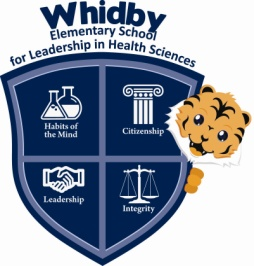 Whidby
Elementary School
for Leadership in Health Sciences
Habits of
the Mind
Citizenship
Leadership
Integrity